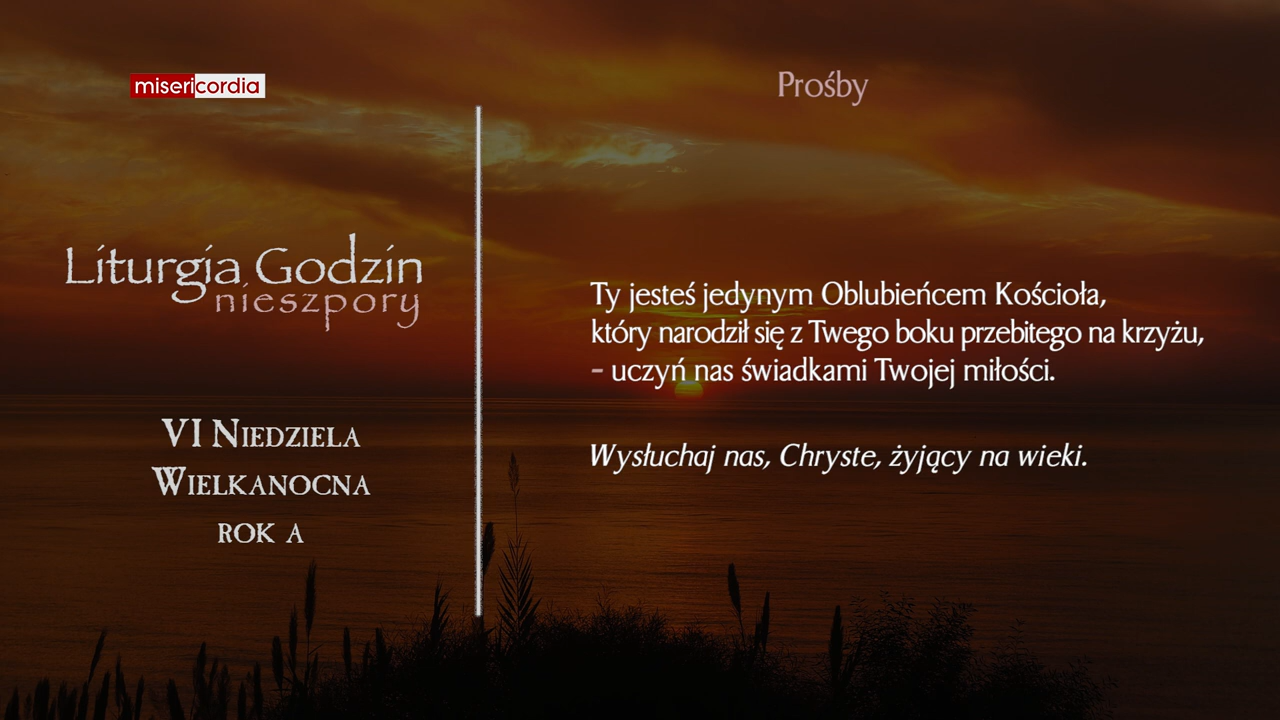 misericordia
Prośby
Liturgia Godzin
nieszpory
VI Niedziela
Wielkanocna
rok a
Ty jesteś jedynym Oblubieńcem Kościoła,
który narodził się z Twego boku przebitego na krzyżu,
- uczyń nas świadkami Twojej miłości.
Wysłuchaj nas, Chryste, żyjący na wieki.